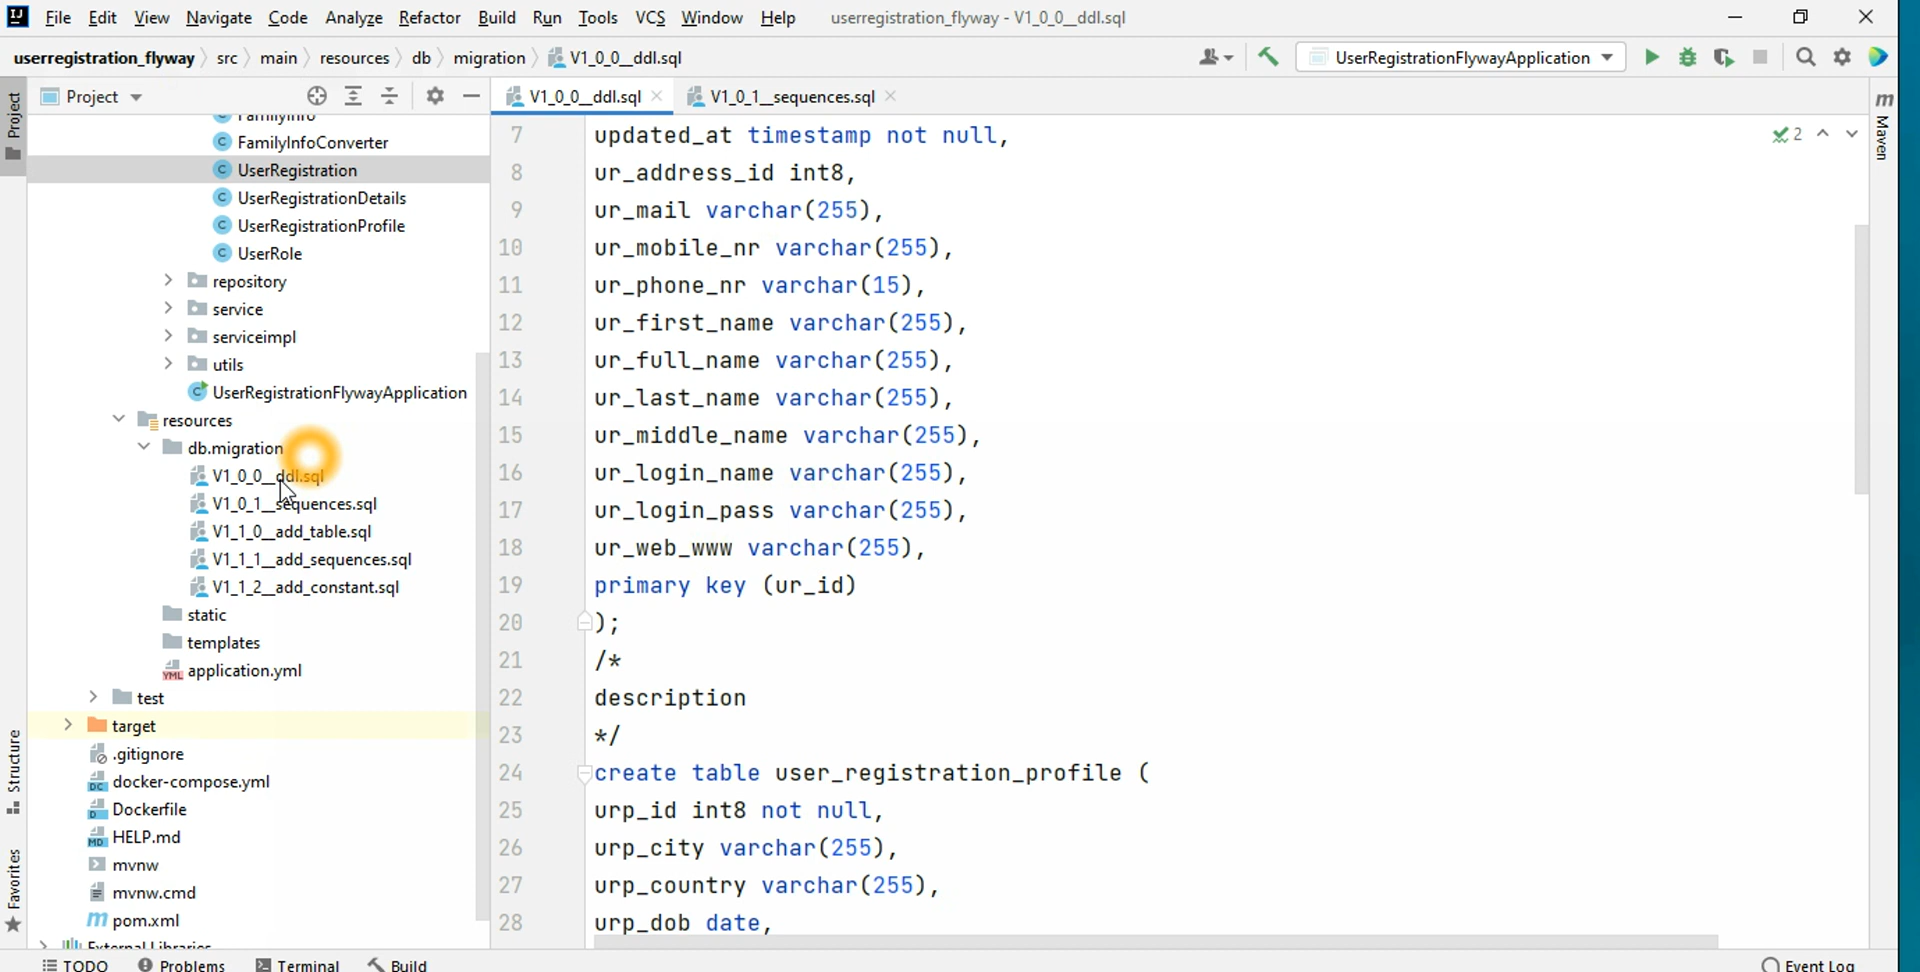 File Edit View Navigate Code Analyze Refactor Build Run Tools VCS Window Help userregistration_flyway - V1_0_0__ddl.sql
userregistration_flyway src main resources db migration V1_0_0__ddl.sql UserRegistrationFlywayApplication
Project
Project
V1_0_0__ddl.sql
V1_0_1__sequences.sql
Maven
FamilyInfo
FamilyInfoConverter
UserRegistration
UserRegistrationDetails
UserRegistrationProfile
UserRole
repository
service
serviceimpl
utils
UserRegistrationFlywayApplication
resources
db.migration
V1_0_0__ddl.sql
V1_0_1__sequences.sql
V1_1_0__add_table.sql
V1_1_1__add_sequences.sql
V1_1_2__add_constant.sql
static
templates
application.yml
test
target
.gitignore
docker-compose.yml
Dockerfile
HELP.md
mvnw
mvnw.cmd
pom.xml
External Libraries
Structure
Favorites
2
7 updated_at timestamp not null,
8 ur_address_id int8,
9 ur_mail varchar(255),
10 ur_mobile_nr varchar(255),
11 ur_phone_nr varchar(15),
12 ur_first_name varchar(255),
13 ur_full_name varchar(255),
14 ur_last_name varchar(255),
15 ur_middle_name varchar(255),
16 ur_login_name varchar(255),
17 ur_login_pass varchar(255),
18 ur_web_www varchar(255),
19 primary key (ur_id)
20 );
21 /*
22 description
23 */
24 create table user_registration_profile (
25 urp_id int8 not null,
26 urp_city varchar(255),
27 urp_country varchar(255),
28 urp_dob date,
TODO Problems Terminal Build Event Log